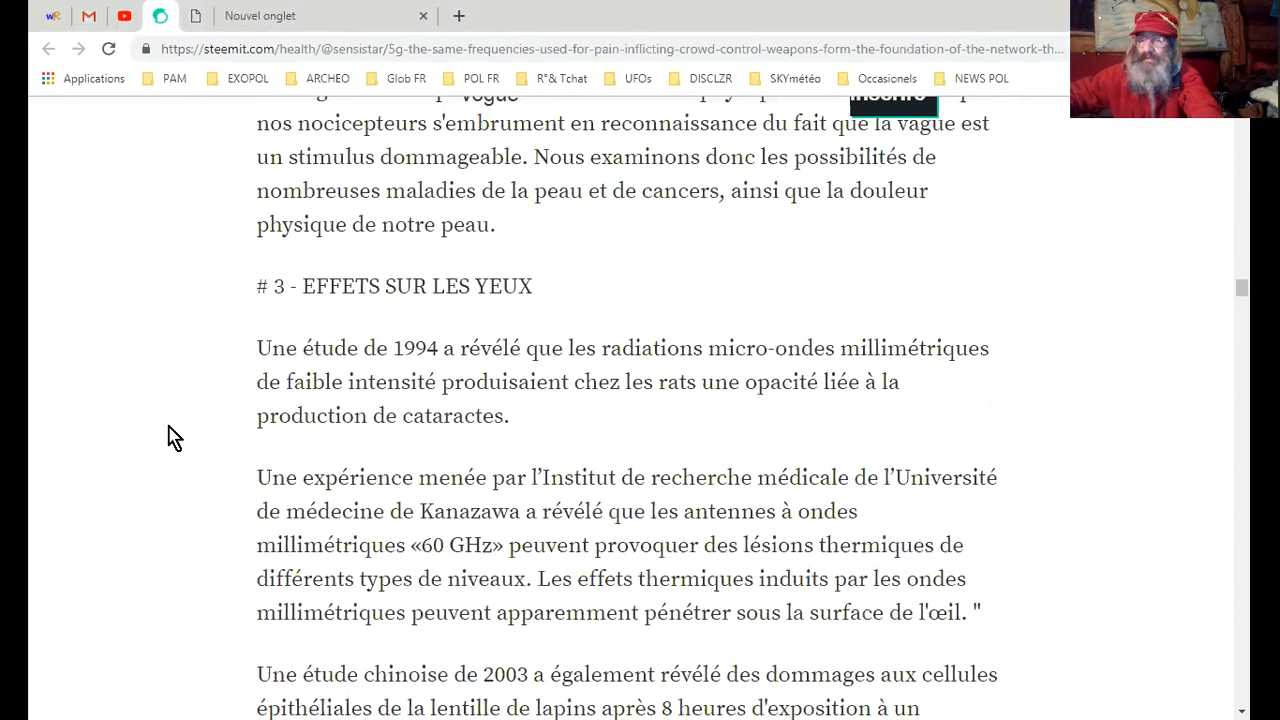 Nouvel onglet
https://steemit.com/health/@sensistar/5g-the-same-frequencies-used-for-pain-inflicting-crowd-control-weapons-form-the-foundation-of-the-network-th...
Applications PAM EXOPOL ARCHEO Glob FR POL FR R°& Tchat UFOs DISCLZR SKYmétéo Occasionels NEWS POL
nos nocicepteurs s'embrument en reconnaissance du fait que la vague est
un stimulus dommageable. Nous examinons donc les possibilités de
nombreuses maladies de la peau et de cancers, ainsi que la douleur
physique de notre peau.
# 3 - EFFETS SUR LES YEUX
Une étude de 1994 a révélé que les radiations micro-ondes millimétriques
de faible intensité produisaient chez les rats une opacité liée à la
production de cataractes.
Une expérience menée par l’Institut de recherche médicale de l’Université
de médecine de Kanazawa a révélé que les antennes à ondes
millimétriques «60 GHz» peuvent provoquer des lésions thermiques de
différents types de niveaux. Les effets thermiques induits par les ondes
millimétriques peuvent apparemment pénétrer sous la surface de l'œil. "
Une étude chinoise de 2003 a également révélé des dommages aux cellules
épithéliales de la lentille de lapins après 8 heures d'exposition à un